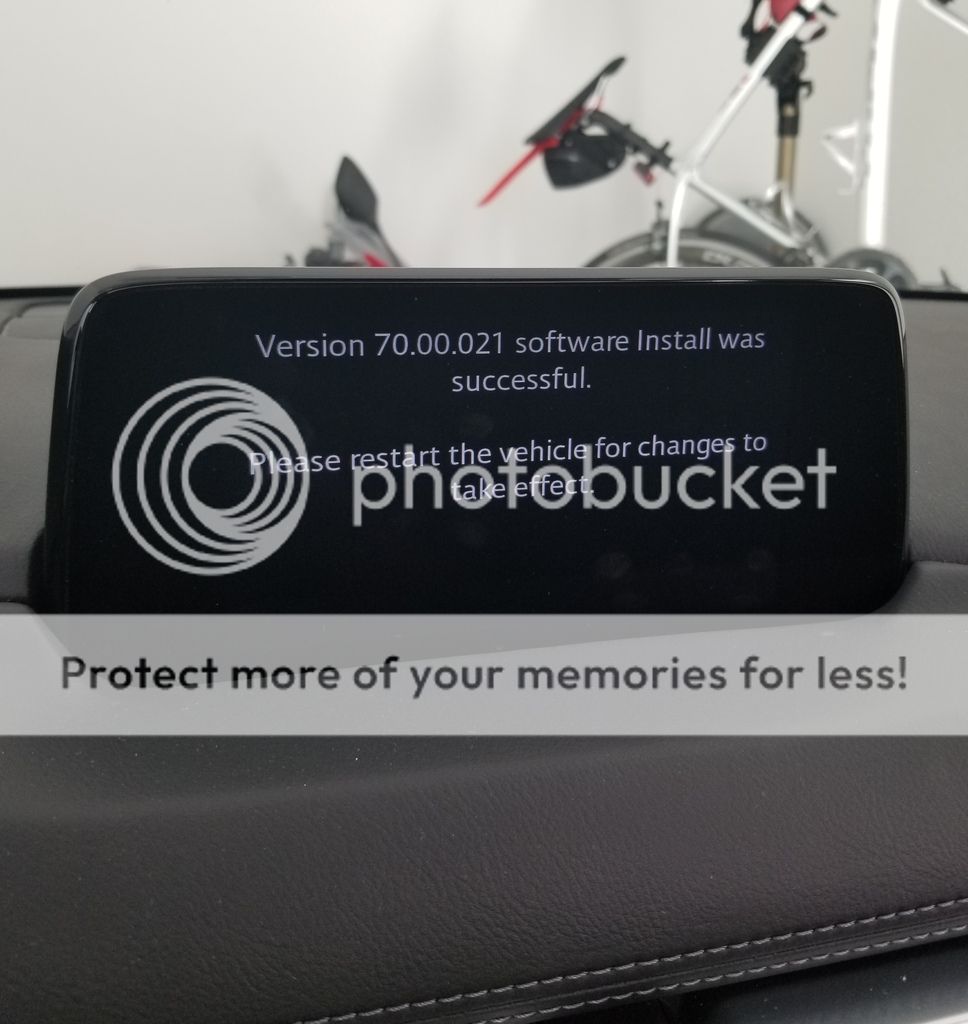 Version 70.00.021 software Install was
successful.
Please restart the vehicle for changes to
take effect.
photobucket
Protect more of your memories for less!